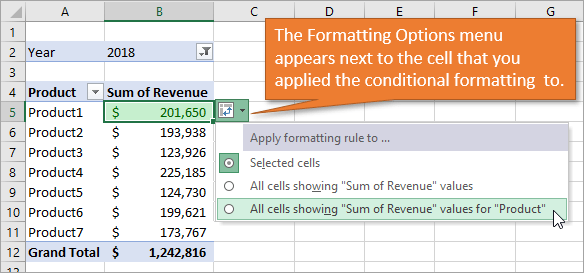 A B C D E F G
1
2 Year 2018
3
4 Product Sum of Revenue
5 Product1 $ 201,650
6 Product2 $ 193,938
7 Product3 $ 123,926
8 Product4 $ 225,185
9 Product5 $ 124,730
10 Product6 $ 199,621
11 Product7 $ 173,767
12 Grand Total $ 1,242,816
The Formatting Options menu
appears next to the cell that you
applied the conditional formatting to.
Apply formatting rule to ...
Selected cells
All cells showing "Sum of Revenue" values
All cells showing "Sum of Revenue" values for "Product"